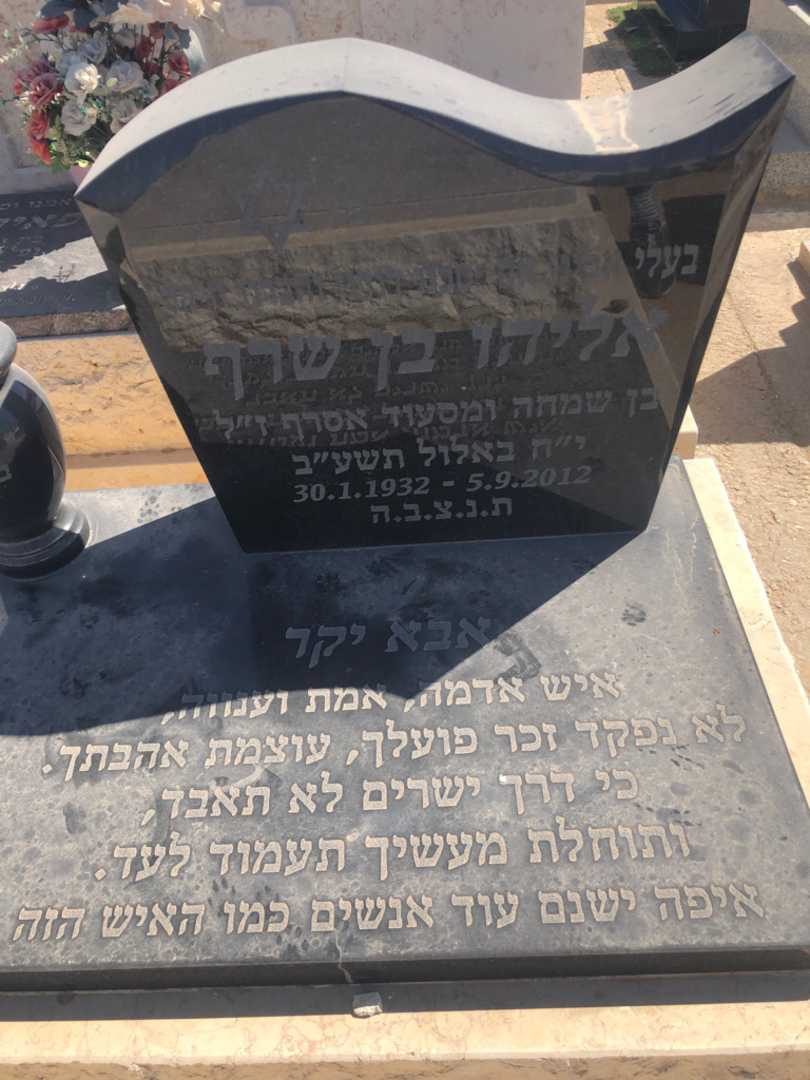 בעלי
אליהו בן שרף
בן שמחה ומסעוד אסרף ז"ל
י"ח באלול תשע"ב
30.1.1932 - 5.9.2012
ת.נ.צ.ב.ה
אבא יקר
איש אדמה, אמת וענווה,
לא נפקד זכר פועלך, עוצמת אהבתך.
כי דרך ישרים לא תאבד,
ותוחלת מעשיך תעמוד לעד.
איפה ישנם עוד אנשים כמו האיש הזה